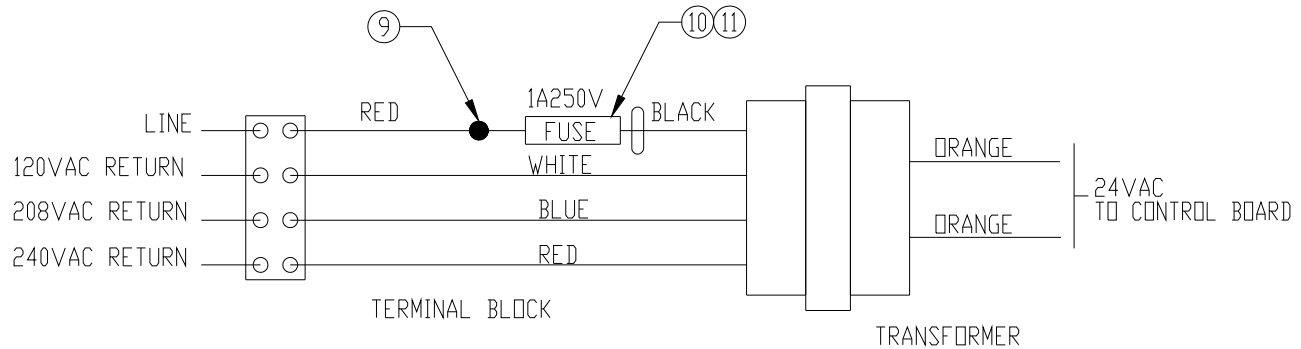 9
10 11
1A250V
RED
BLACK
LINE
FUSE
ORANGE
120VAC RETURN
WHITE
24VAC
TO CONTROL BOARD
208VAC RETURN
BLUE
ORANGE
240VAC RETURN
RED
TERMINAL BLOCK
TRANSFORMER